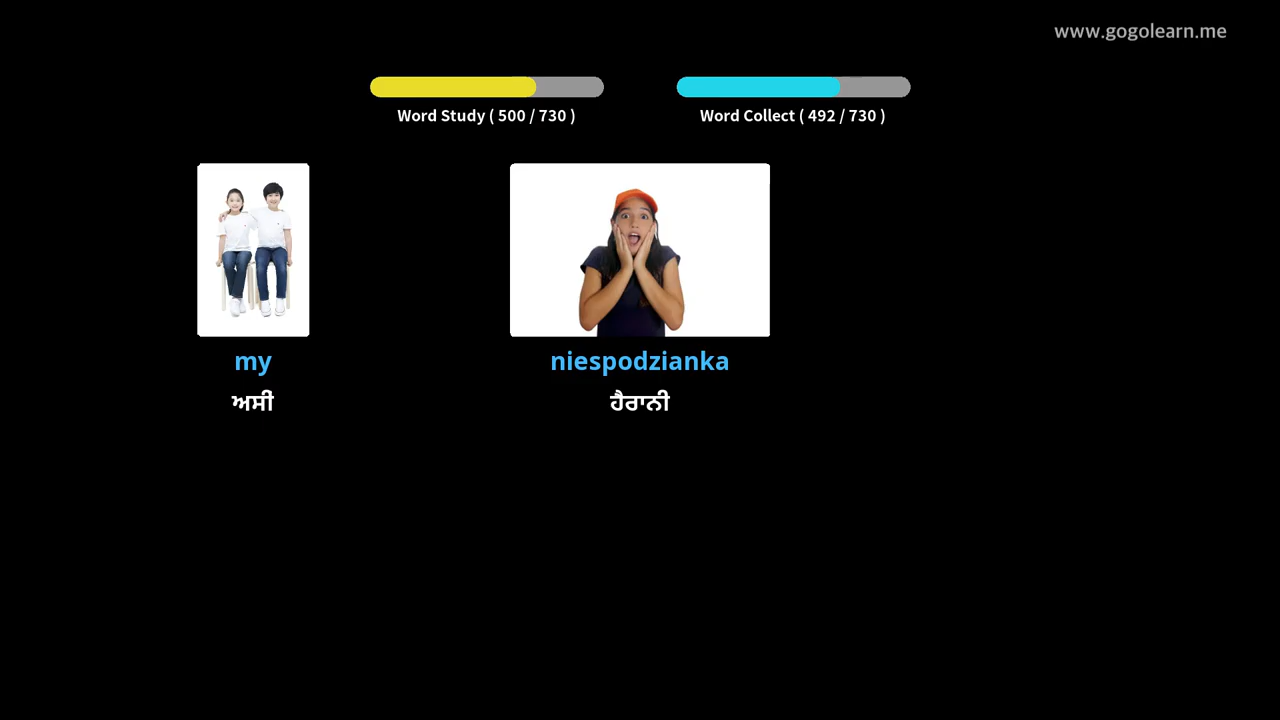 www.gogolearn.me
Word Study ( 500 / 730 )
Word Collect ( 492 / 730 )
my
niespodzianka
ਅਸੀਂ
ਹੈਰਾਨੀ